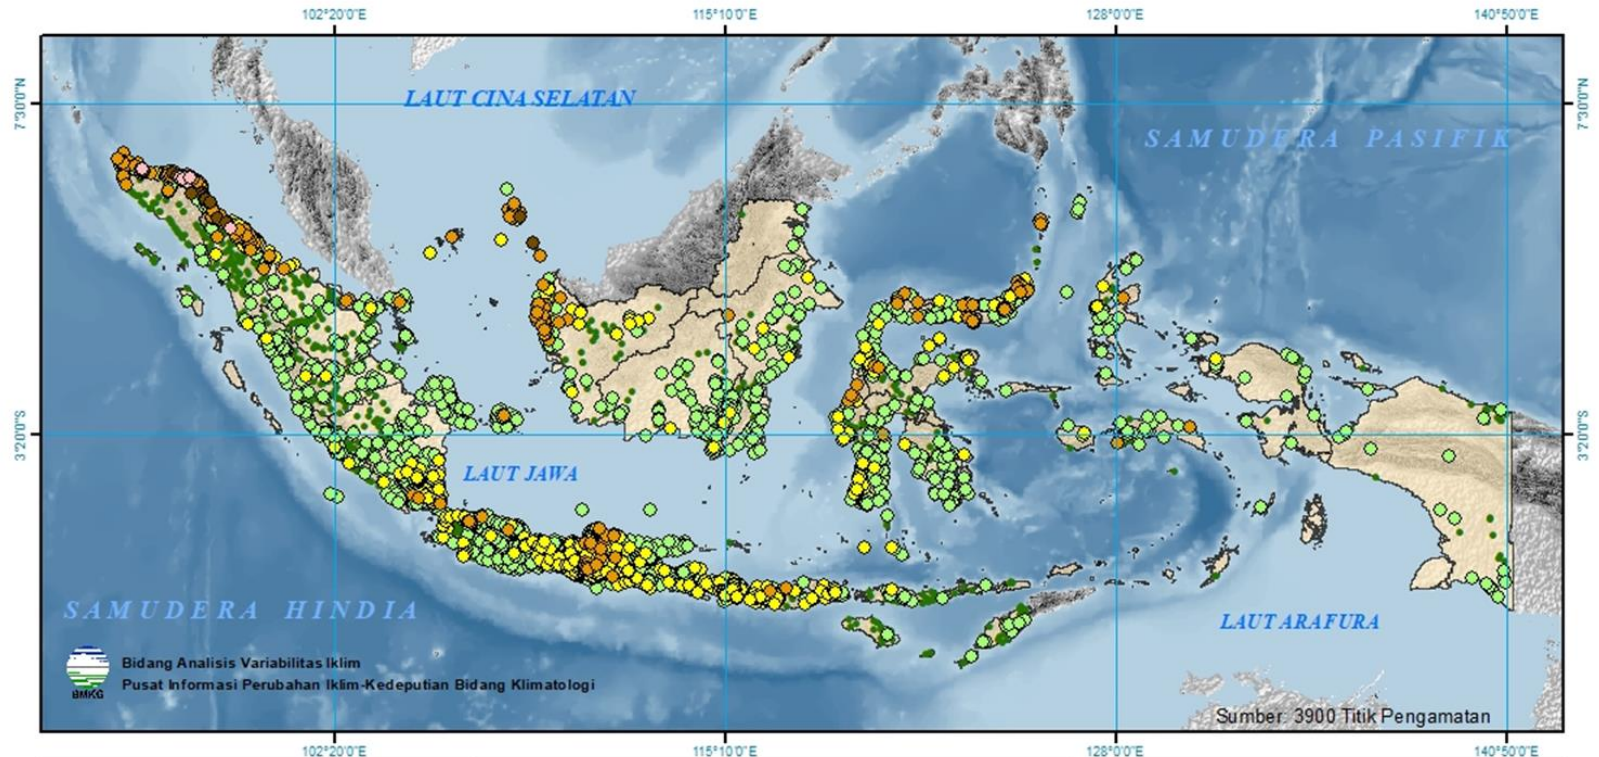 102°20'0"E 115°10'0"E 128°0'0"E 140°50'0"E
7°30'0"N 7°30'0"N
LAUT CINA SELATAN
SAMUDERA PASIFIK
3°20'0"S 3°20'0"S
LAUT JAWA
SAMUDERA HINDIA
LAUT ARAFURA
Bidang Analisis Variabilitas Iklim
Pusat Informasi Perubahan Iklim-Kedeputian Bidang Klimatologi
BMKG
Sumber: 3900 Titik Pengamatan
102°20'0"E 115°10'0"E 128°0'0"E 140°50'0"E